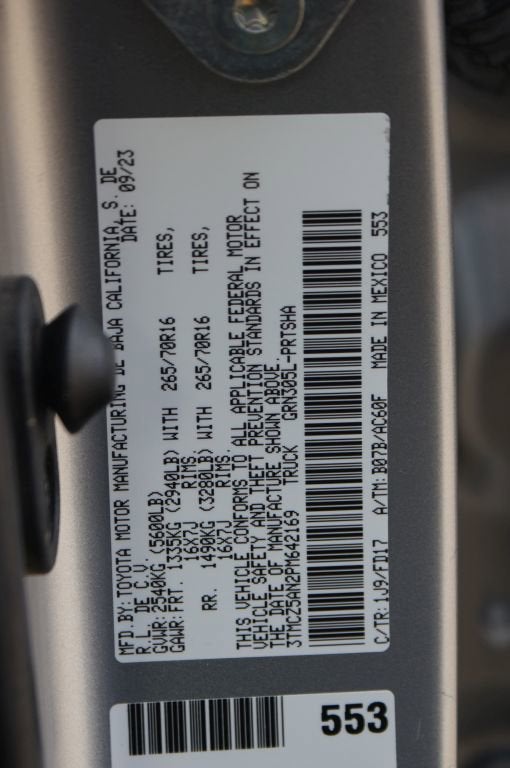 MFD.BY:TOYOTA MOTOR MANUFACTURING DE BAJA CALIFORNIA, S. DE
R.L. DE C.V. DATE: 09/23
GVWR:2540KG (5600LB)
GAWR:FRT. 1335KG (2940LB) WITH 265/70R16 TIRES,
16X7J RIMS.
RR. 1490KG (3280LB) WITH 265/70R16 TIRES,
16X7J RIMS.
THIS VEHICLE CONFORMS TO ALL APPLICABLE FEDERAL MOTOR
VEHICLE SAFETY AND THEFT PREVENTION STANDARDS IN EFFECT ON
THE DATE OF MANUFACTURE SHOWN ABOVE.
3TMCZ5AN2PM642169 TRUCK GRN305L-PRTSHA
C/TR:1J9/FD17 A/TM:B07B/AC60F MADE IN MEXICO 553
553